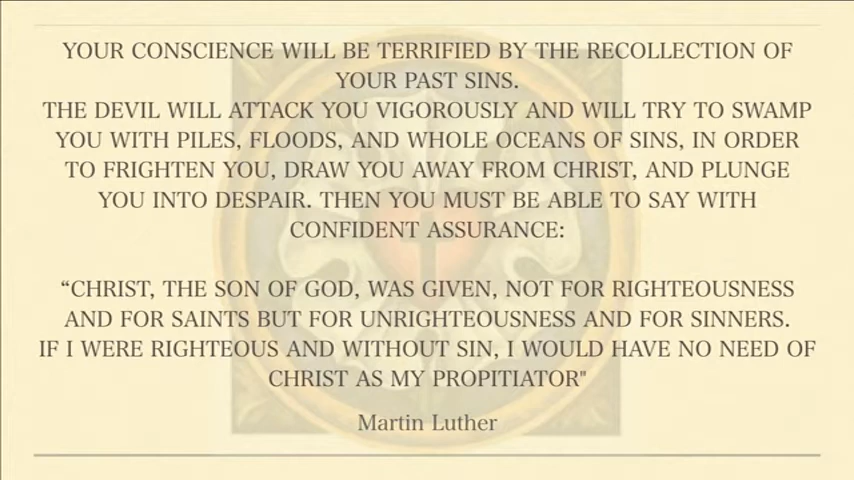 YOUR CONSCIENCE WILL BE TERRIFIED BY THE RECOLLECTION OF
YOUR PAST SINS.
THE DEVIL WILL ATTACK YOU VIGOROUSLY AND WILL TRY TO SWAMP
YOU WITH PILES, FLOODS, AND WHOLE OCEANS OF SINS, IN ORDER
TO FRIGHTEN YOU, DRAW YOU AWAY FROM CHRIST, AND PLUNGE
YOU INTO DESPAIR. THEN YOU MUST BE ABLE TO SAY WITH
CONFIDENT ASSURANCE:
“CHRIST, THE SON OF GOD, WAS GIVEN, NOT FOR RIGHTEOUSNESS
AND FOR SAINTS BUT FOR UNRIGHTEOUSNESS AND FOR SINNERS.
IF I WERE RIGHTEOUS AND WITHOUT SIN, I WOULD HAVE NO NEED OF
CHRIST AS MY PROPITIATOR"
Martin Luther